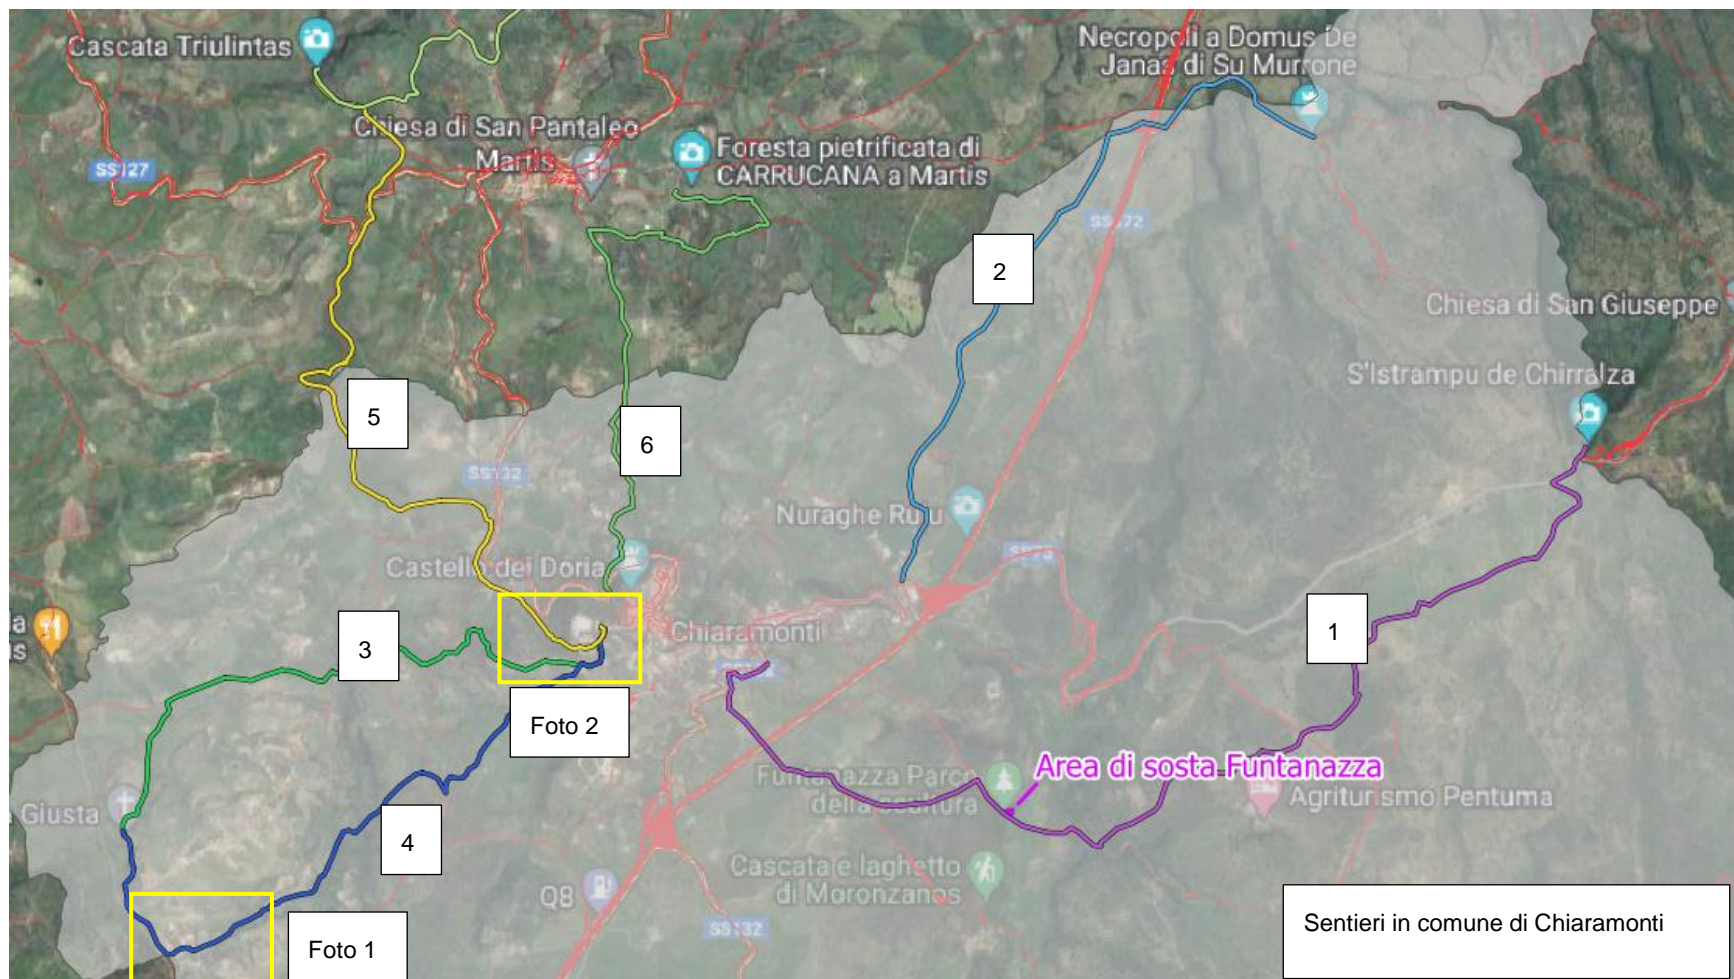 Cascata Triulintas
Necropoli a Domus De
Janas di Su Murrone
Chiesa di San Pantaleo
Martis
Foresta pietrificata di
CARRUCANA a Martis
SS127
SS672
2
Chiesa di San Giuseppe
S'Istrampu de Chirralza
5
6
SS132
Nuraghe Ruju
Castello dei Doria
Chiaramonti
3
1
Foto 2
Area di sosta Funtanazza
Funtanazza Parco
della scultura
Agriturismo Pentuma
Giusta
4
Cascata e laghetto
di Moronzanos
Q8
SS132
Foto 1
Sentieri in comune di Chiaramonti